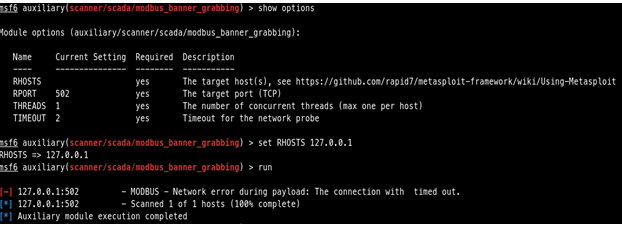 msf6 auxiliary(scanner/scada/modbus_banner_grabbing) > show options
Module options (auxiliary/scanner/scada/modbus_banner_grabbing):
Name Current Setting Required Description
---- --------------- -------- -----------
RHOSTS yes The target host(s), see https://github.com/rapid7/metasploit-framework/wiki/Using-Metasploit
RPORT 502 yes The target port (TCP)
THREADS 1 yes The number of concurrent threads (max one per host)
TIMEOUT 2 yes Timeout for the network probe
msf6 auxiliary(scanner/scada/modbus_banner_grabbing) > set RHOSTS 127.0.0.1
RHOSTS => 127.0.0.1
msf6 auxiliary(scanner/scada/modbus_banner_grabbing) > run
[-] 127.0.0.1:502 - MODBUS - Network error during payload: The connection with timed out.
[*] 127.0.0.1:502 - Scanned 1 of 1 hosts (100% complete)
[*] Auxiliary module execution completed